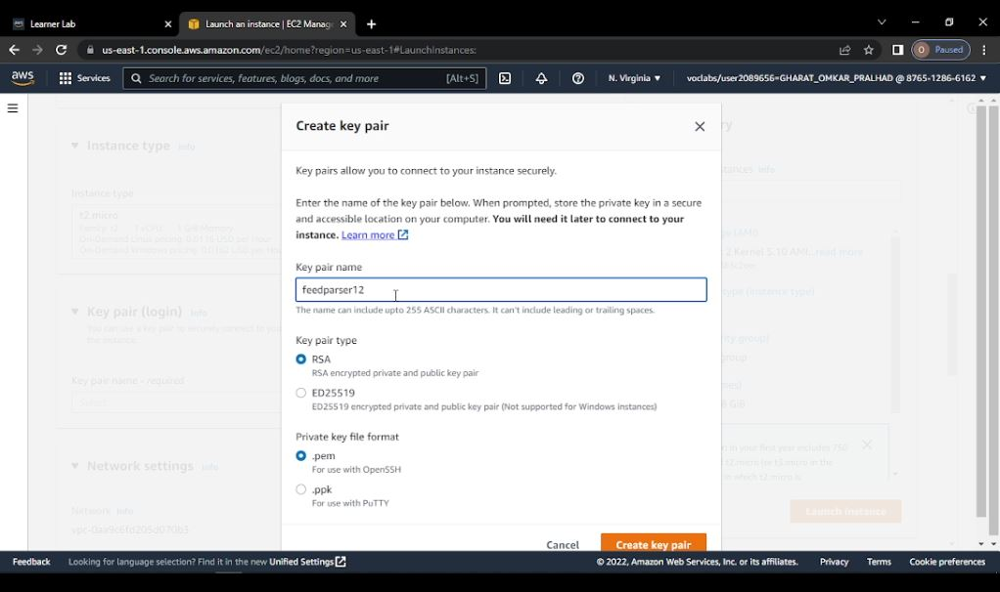 Learner Lab
Launch an instance | EC2 Manag
us-east-1.console.aws.amazon.com/ec2/home?region=us-east-1#LaunchInstances:
O Paused
aws Services Search for services, features, blogs, docs, and more [Alt+S] N. Virginia voclabs/user2089656=GHARAT_OMKAR_PRALHAD @ 8765-1286-6162
Create key pair
Key pairs allow you to connect to your instance securely.
Enter the name of the key pair below. When prompted, store the private key in a secure
and accessible location on your computer. You will need it later to connect to your
instance. Learn more
Key pair name
feedparser12
The name can include upto 255 ASCII characters. It can't include leading or trailing spaces.
Key pair type
RSA
RSA encrypted private and public key pair
ED25519
ED25519 encrypted private and public key pair (Not supported for Windows instances)
Private key file format
.pem
For use with OpenSSH
.ppk
For use with PuTTY
Cancel Create key pair
Instance type Info
Instance type
t2.micro
Family: t2 1 vCPU 1 GiB Memory
On-Demand Linux pricing: 0.0116 USD per Hour
On-Demand Windows pricing: 0.0162 USD per Hou
Key pair (login) Info
You can use a key pair to securely connect to you
the instance.
Key pair name - required
Select
Network settings Info
Network Info
ry
stances Info
2 Kernel 5.10 AMI...read more
type (instance type)
ity group)
group
mes)
8 GiB
in your first year includes 750
t2.micro (or t3.micro in the
in which t2.micro is
Launch instance
Feedback Looking for language selection? Find it in the new Unified Settings © 2022, Amazon Web Services, Inc. or its affiliates. Privacy Terms Cookie preferences